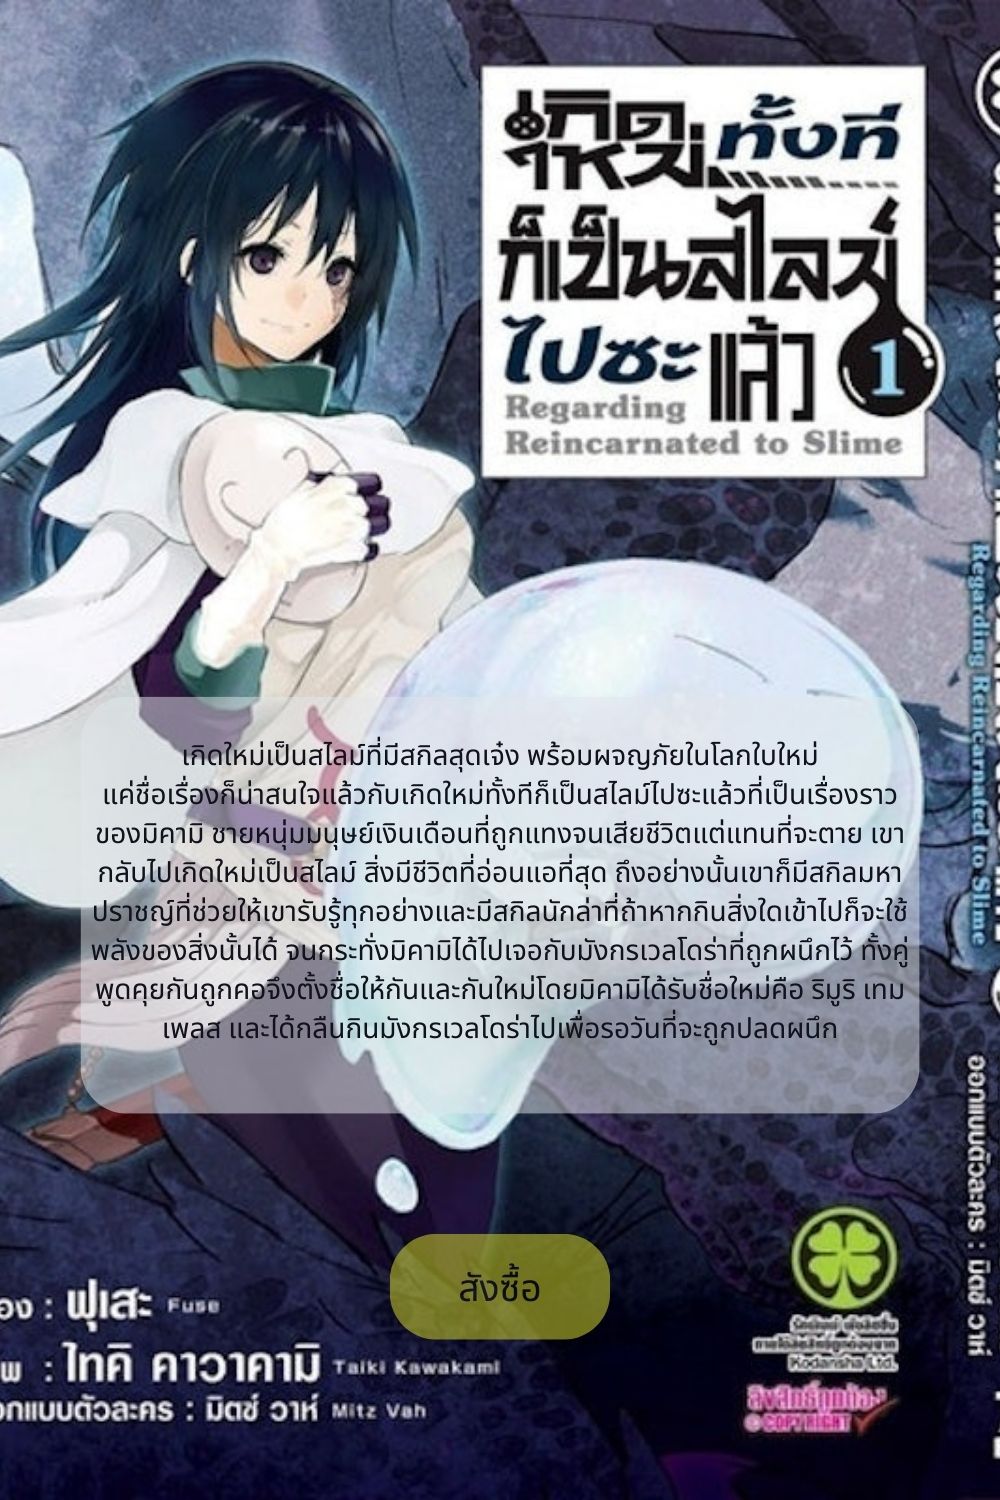 เกิดใหม่ทั้งที
ก็เป็นสไลม์
ไปซะแล้ว 1
Regarding
Reincarnated to Slime
Regarding Reincarnated to Slime
เกิดใหม่เป็นสไลม์ที่มีสกิลสุดเจ๋ง พร้อมผจญภัยในโลกใบใหม่
แค่ชื่อเรื่องก็น่าสนใจแล้วกับเกิดใหม่ทั้งทีก็เป็นสไลม์ไปซะแล้วที่เป็นเรื่องราว
ของมิคามิ ชายหนุ่มมนุษย์เงินเดือนที่ถูกแทงจนเสียชีวิตแต่แทนที่จะตาย เขา
กลับไปเกิดใหม่เป็นสไลม์ สิ่งมีชีวิตที่อ่อนแอที่สุด ถึงอย่างนั้นเขาก็มีสกิลมหา
ปราชญ์ที่ช่วยให้เขารับรู้ทุกอย่างและมีสกิลนักล่าที่ถ้าหากกินสิ่งใดเข้าไปก็จะใช้
พลังของสิ่งนั้นได้ จนกระทั่งมิคามิได้ไปเจอกับมังกรเวลโดร่าที่ถูกผนึกไว้ ทั้งคู่
พูดคุยกันถูกคอจึงตั้งชื่อให้กันและกันใหม่โดยมิคามิได้รับชื่อใหม่คือ ริมูริ เทม
เพลส และได้กลืนกินมังกรเวลโดร่าไปเพื่อรอวันที่จะถูกปลดผนึก
สังซื้อ
ออกแบบตัวละคร : มิตซ์ วาห์
อง : ฟุเสะ Fuse
พ : ไทคิ คาวาคามิ Taiki Kawakami
อกแบบตัวละคร : มิตซ์ วาห์ Mitz Vah
Kodansha Ltd.
ลิขสิทธิ์ถูกต้อง
© COPY RIGHT